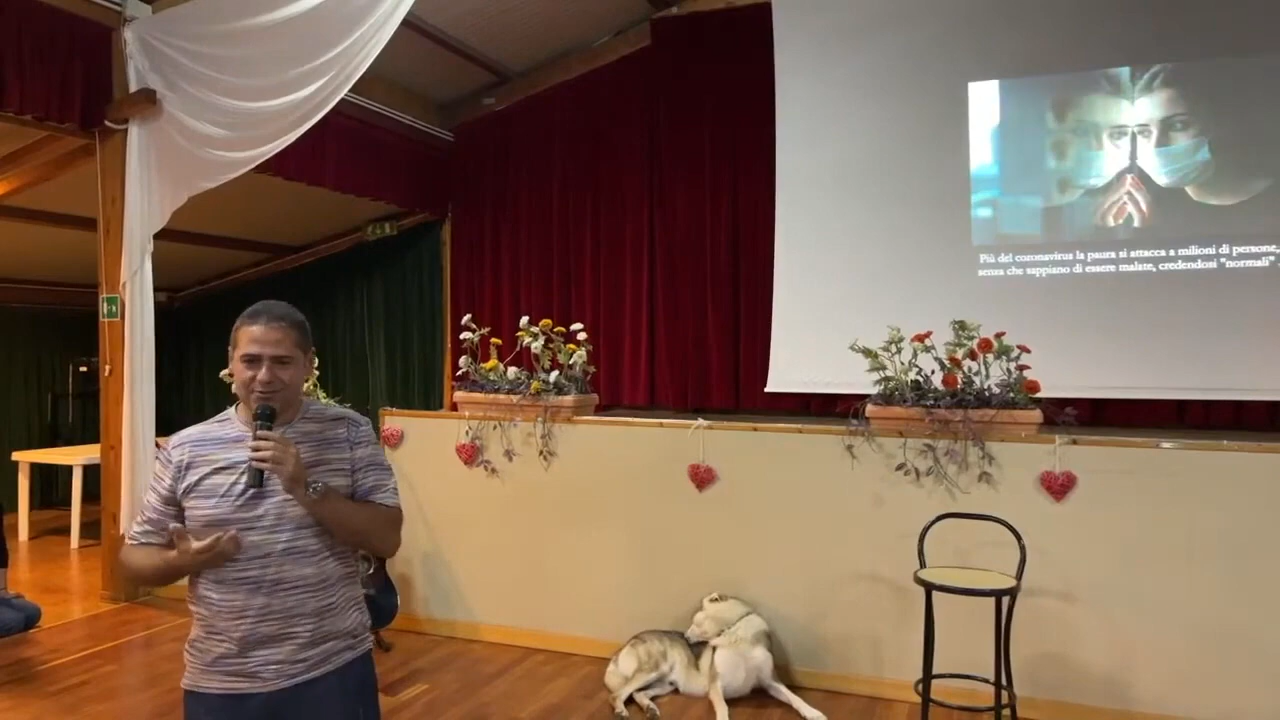 Più del coronavirus la paura si attacca a milioni di persone,
senza che sappiano di essere malate, credendosi "normali"